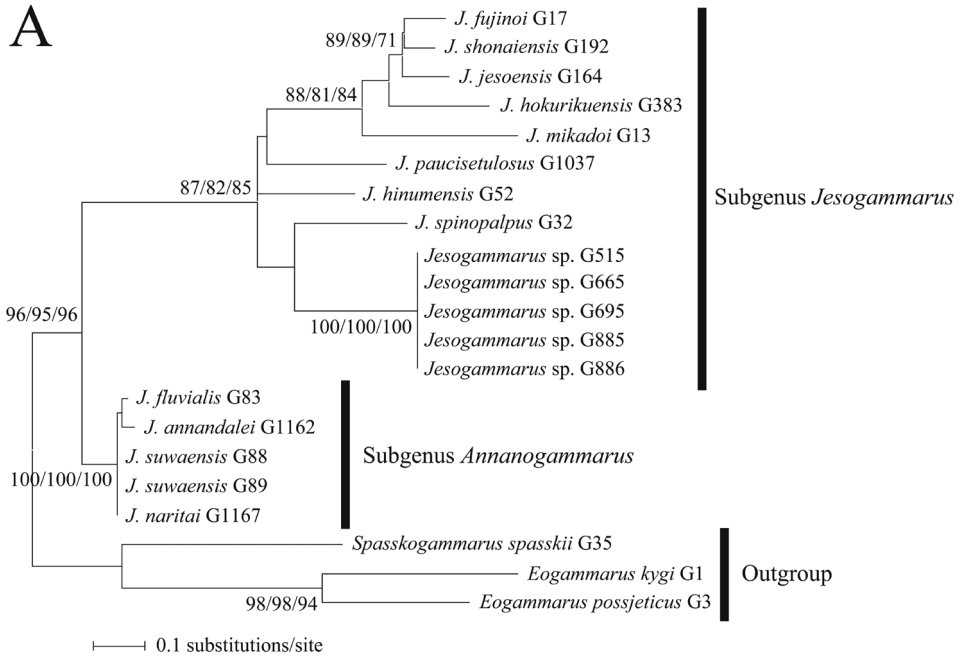 A
J. fujinoi G17
89/89/71
J. shonaiensis G192
J. jesoensis G164
88/81/84
J. hokurikuensis G383
J. mikadoi G13
J. paucisetulosus G1037
87/82/85
J. hinumensis G52
Subgenus Jesogammarus
J. spinopalpus G32
Jesogammarus sp. G515
Jesogammarus sp. G665
96/95/96
Jesogammarus sp. G695
100/100/100
Jesogammarus sp. G885
Jesogammarus sp. G886
J. fluvialis G83
J. annandalei G1162
J. suwaensis G88
Subgenus Annanogammarus
100/100/100
J. suwaensis G89
J. naritai G1167
Spasskogammarus spasskii G35
Eogammarus kygi G1
Outgroup
98/98/94
Eogammarus possjeticus G3
0.1 substitutions/site